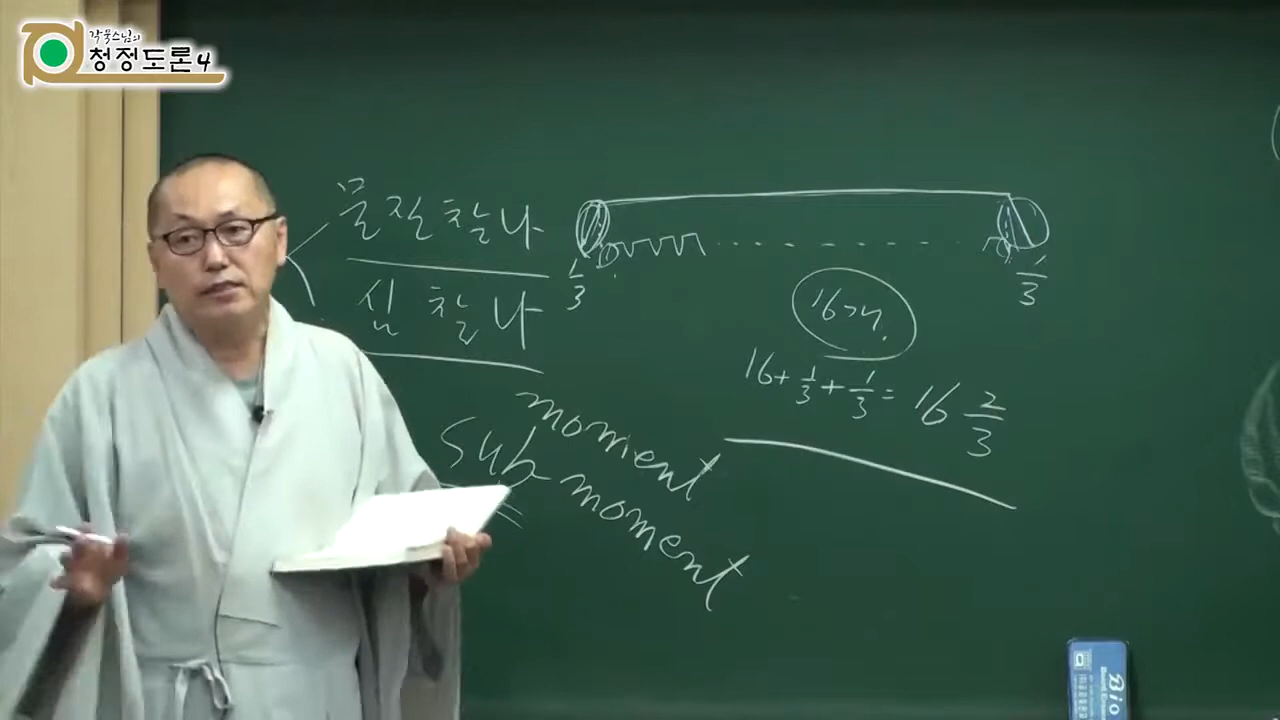 각묵스님의
청정도론 4
물질찰나
심찰나
1/3
1/3
16개
16 + 1/3 + 1/3 = 16 2/3
moment
Sub-moment
Bio